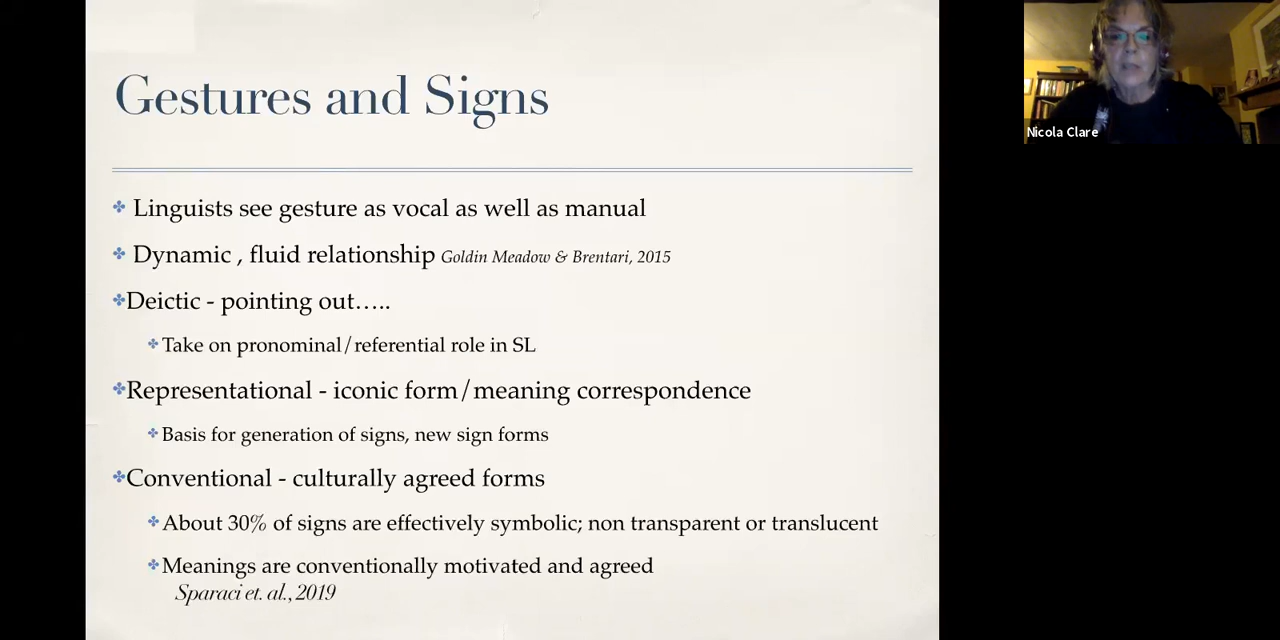 Gestures and Signs
Linguists see gesture as vocal as well as manual
Dynamic , fluid relationship Goldin Meadow & Brentari, 2015
Deictic - pointing out…..
Take on pronominal/referential role in SL
Representational - iconic form/meaning correspondence
Basis for generation of signs, new sign forms
Conventional - culturally agreed forms
About 30% of signs are effectively symbolic; non transparent or translucent
Meanings are conventionally motivated and agreed
Sparaci et. al., 2019
Nicola Clare